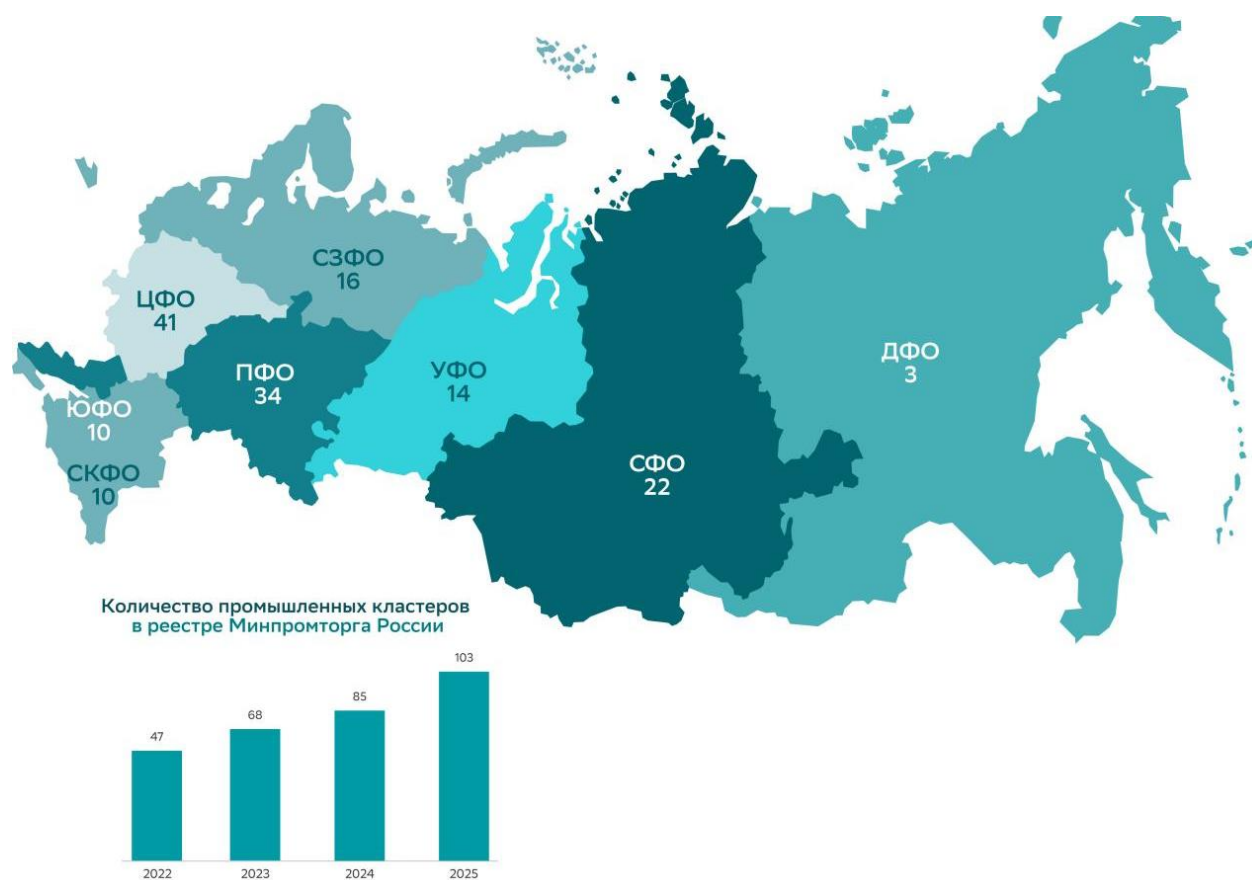 СЗФО
16
ЦФО
41
ПФО
34
УФО
14
ДФО
3
ЮФО
10
СКФО
10
СФО
22
Количество промышленных кластеров
в реестре Минпромторга России
47
68
85
103
2022
2023
2024
2025